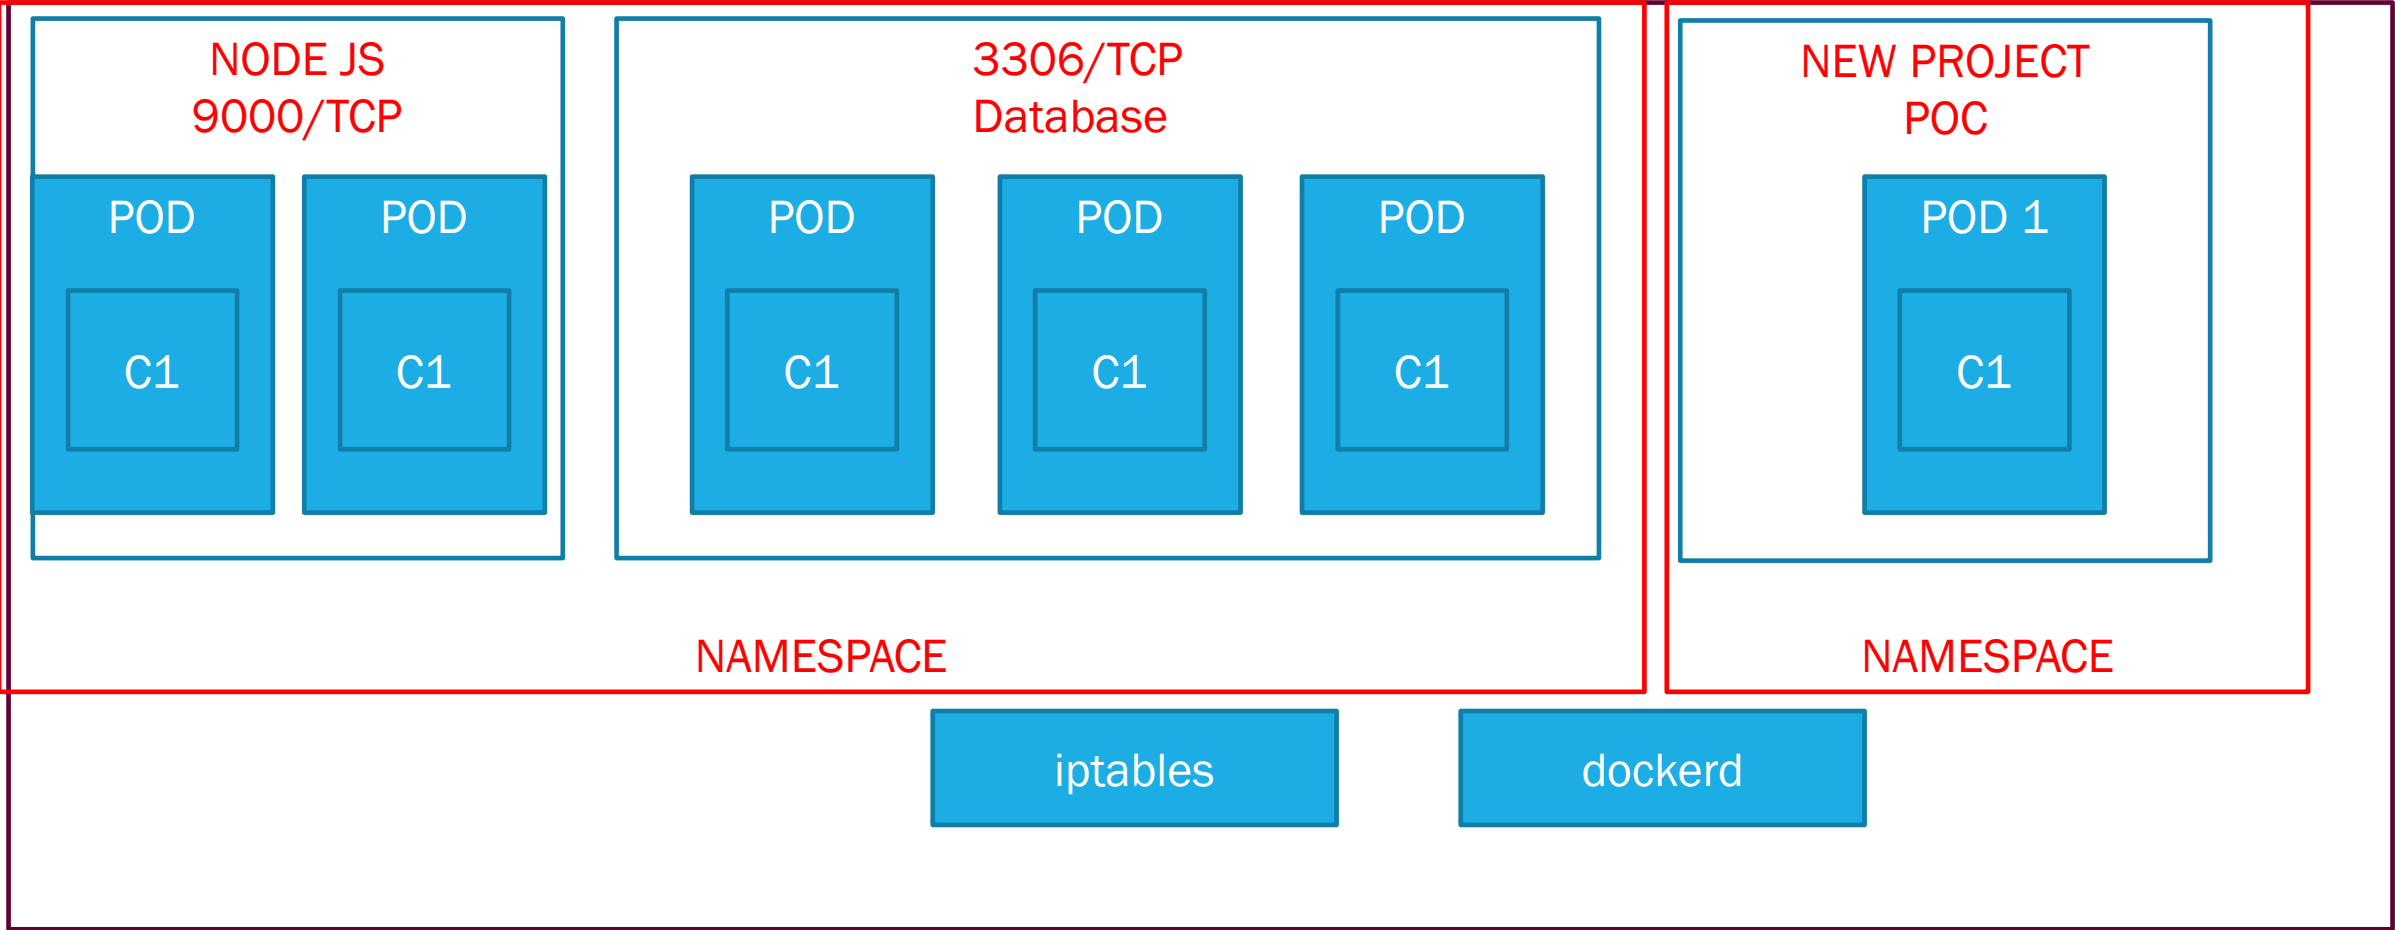 NODE JS
9000/TCP
3306/TCP
Database
NEW PROJECT
POC
POD
POD
POD
POD
POD
POD 1
C1
C1
C1
C1
C1
C1
NAMESPACE
NAMESPACE
iptables
dockerd